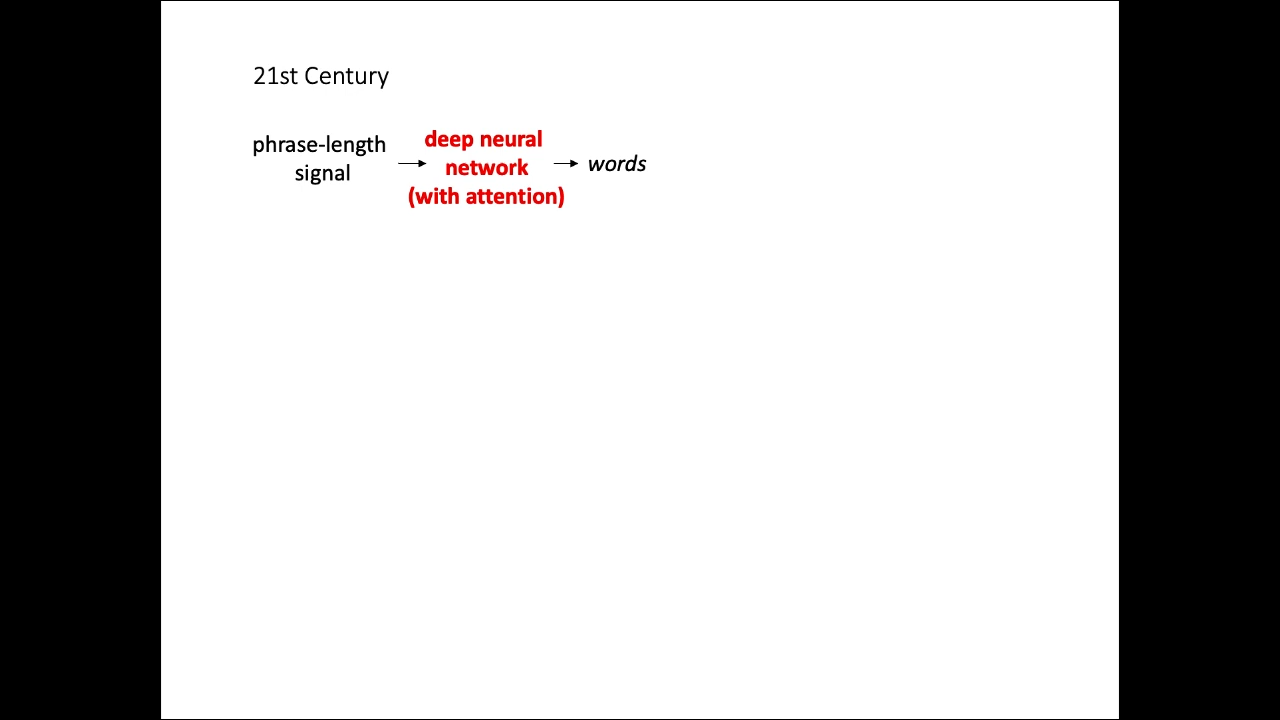 21st Century
phrase-length
signal
deep neural
network
(with attention)
words